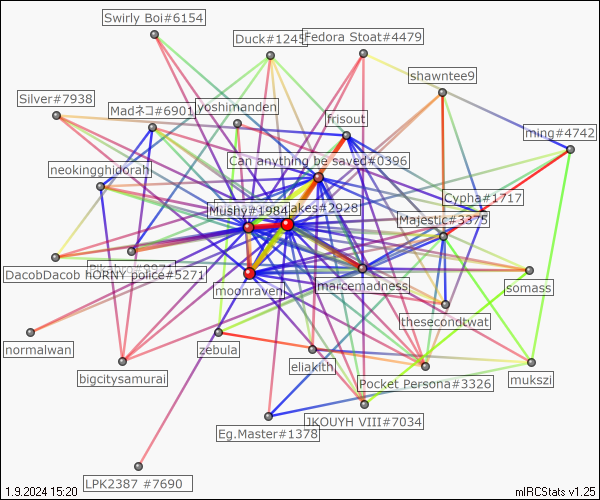 Swirly Boi#6154
Duck#1245
Fedora Stoat#4479
shawntee9
Silver#7938
Madネコ#6901
yoshimanden
frisout
ming#4742
neokingghidorah
Can anything be saved#0396
Cypha#1717
Mushy#1984
lakes#2928
Majestic#3375
DacobDacob
HORNY police#5271
moonraven
marcemadness
somass
thesecondtwat
normalwan
zebula
eliakith
bigcitysamurai
Pocket Persona#3326
mukszi
JKOUYH VIII#7034
Eg.Master#1378
LPK2387 #7690
1.9.2024 15:20
mIRCStats v1.25